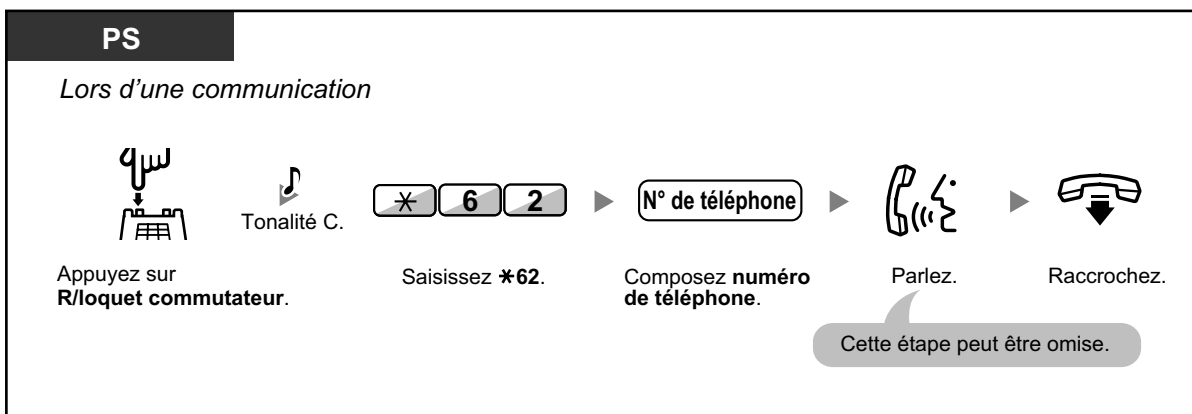 PS
Lors d’une communication
Tonalité C.
* 6 2
N° de téléphone
Appuyez sur
R/loquet commutateur.
Saisissez *62.
Composez numéro
de téléphone.
Parlez.
Raccrochez.
Cette étape peut être omise.